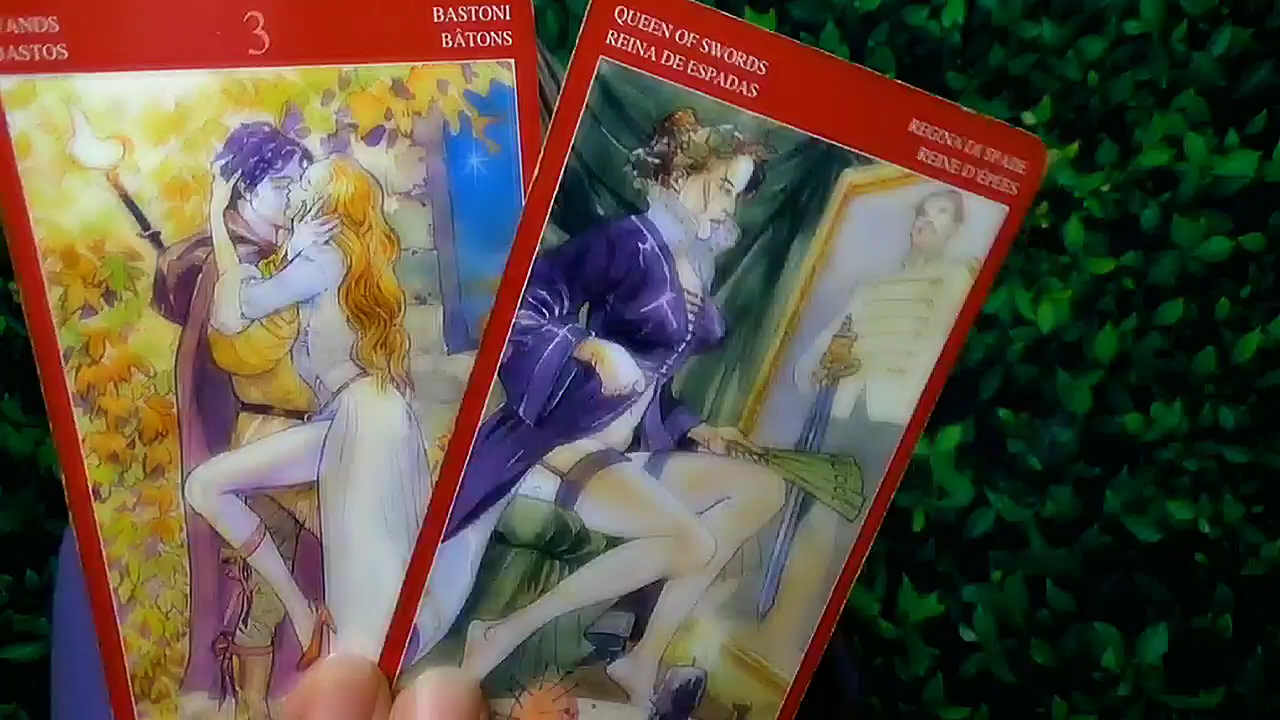 ANDS
BASTOS
3
BASTONI
BÂTONS
QUEEN OF SWORDS
REINA DE ESPADAS
REGINA DI SPADE
REINE D'ÉPÉES